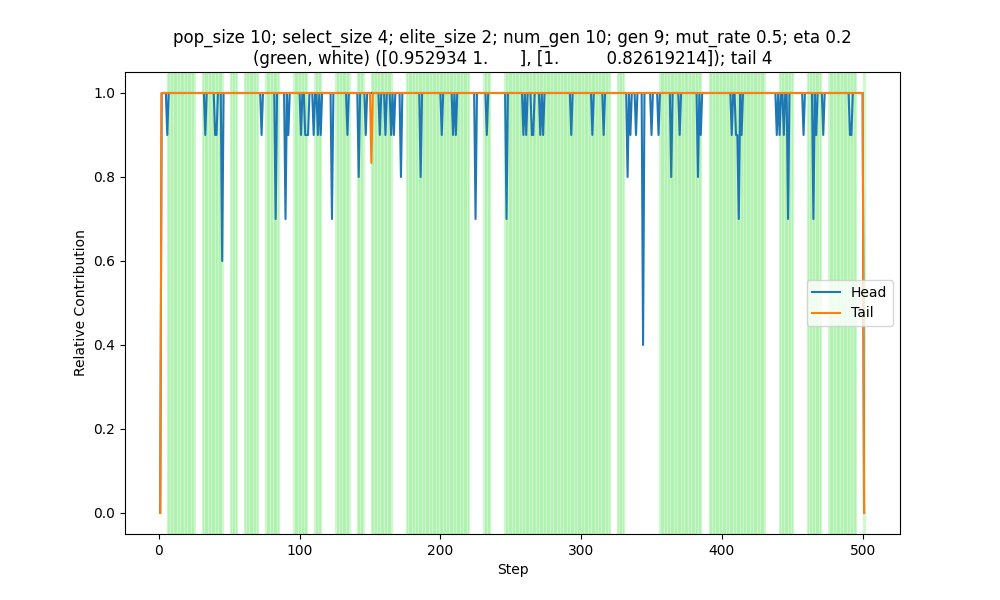 pop_size 10; select_size 4; elite_size 2; num_gen 10; gen 9; mut_rate 0.5; eta 0.2
(green, white) ([0.952934 1.      ], [1.         0.82619214]); tail 4
1.0
0.8
0.6
0.4
0.2
0.0
Relative Contribution
Head
Tail
0
100
200
300
400
500
Step